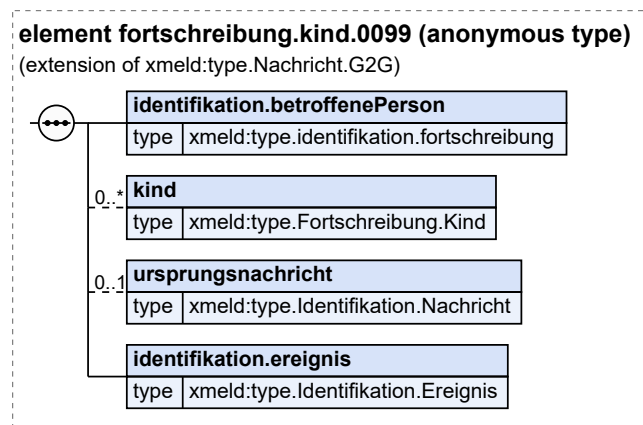 element fortschreibung.kind.0099 (anonymous type)
(extension of xmeld:type.Nachricht.G2G)
identifikation.betroffenePerson
type xmeld:type.identifikation.fortschreibung
0..* kind
type xmeld:type.Fortschreibung.Kind
0..1 ursprungsnachricht
type xmeld:type.Identifikation.Nachricht
identifikation.ereignis
type xmeld:type.Identifikation.Ereignis